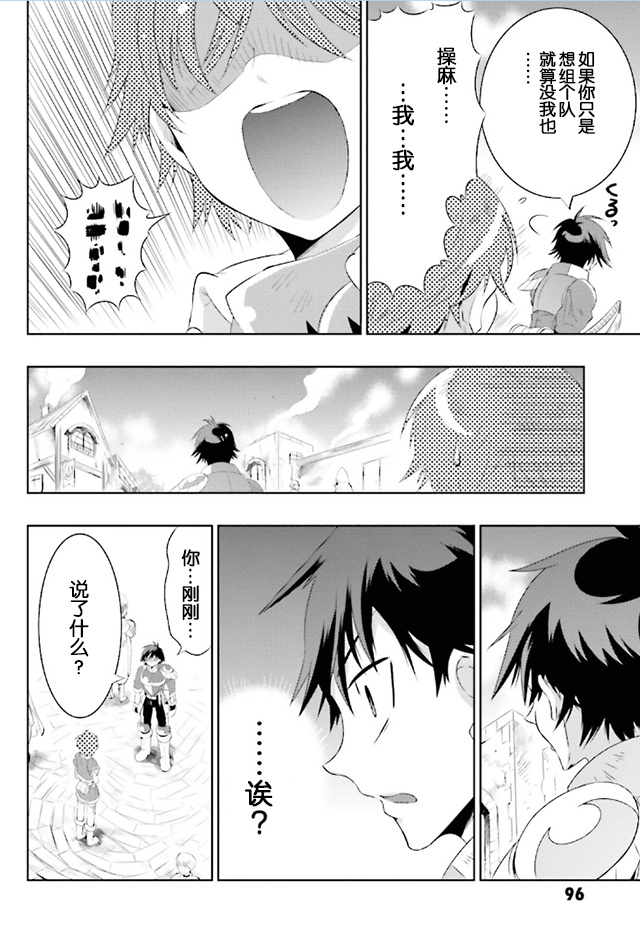 如果你只是
想组个队
就算没我也
……
くるっ
操麻……
…我…我……
……诶?
你…刚刚…
说了什么?
96